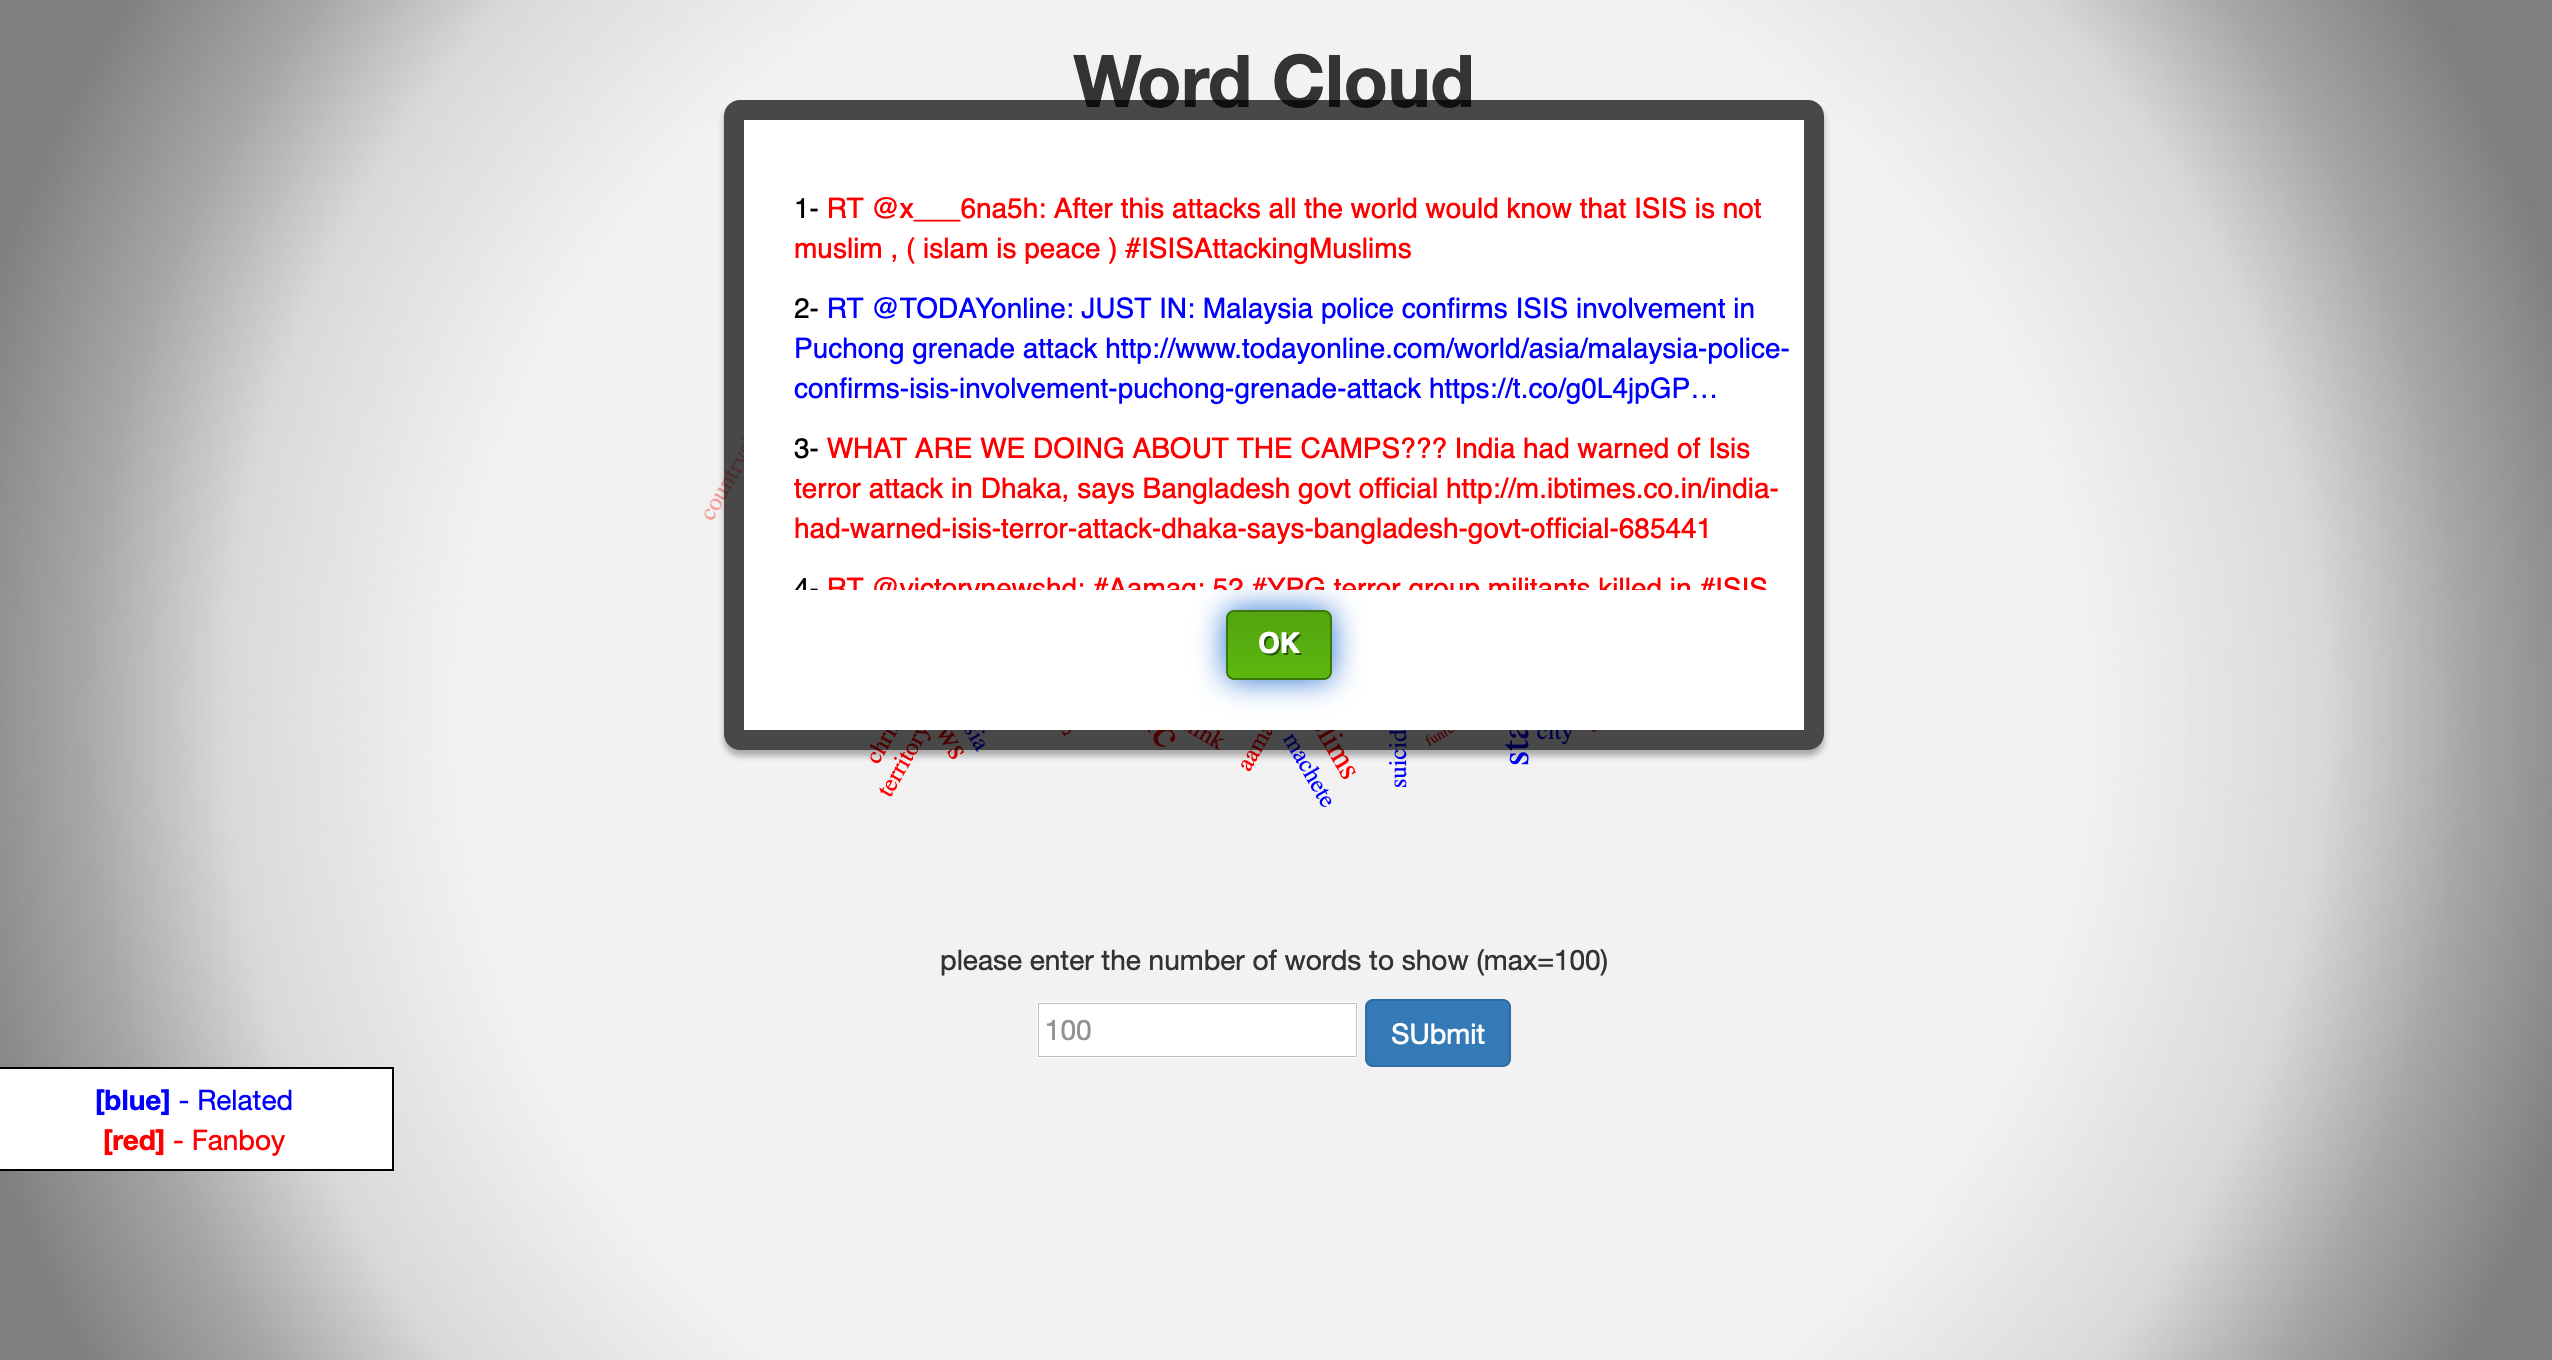 Word Cloud
1- RT @x___6na5h: After this attacks all the world would know that ISIS is not
muslim , ( islam is peace ) #ISISAttackingMuslims
2- RT @TODAYonline: JUST IN: Malaysia police confirms ISIS involvement in
Puchong grenade attack http://www.todayonline.com/world/asia/malaysia-police-
confirms-isis-involvement-puchong-grenade-attack https://t.co/g0L4jpGP…
3- WHAT ARE WE DOING ABOUT THE CAMPS??? India had warned of Isis
terror attack in Dhaka, says Bangladesh govt official http://m.ibtimes.co.in/india-
had-warned-isis-terror-attack-dhaka-says-bangladesh-govt-official-685441
4- RT @victorynewshd: #Aamaq: 52 #YPG terror group militants killed in #ISIS
OK
territory
machete
city
please enter the number of words to show (max=100)
100
SUbmit
[blue] - Related
[red] - Fanboy